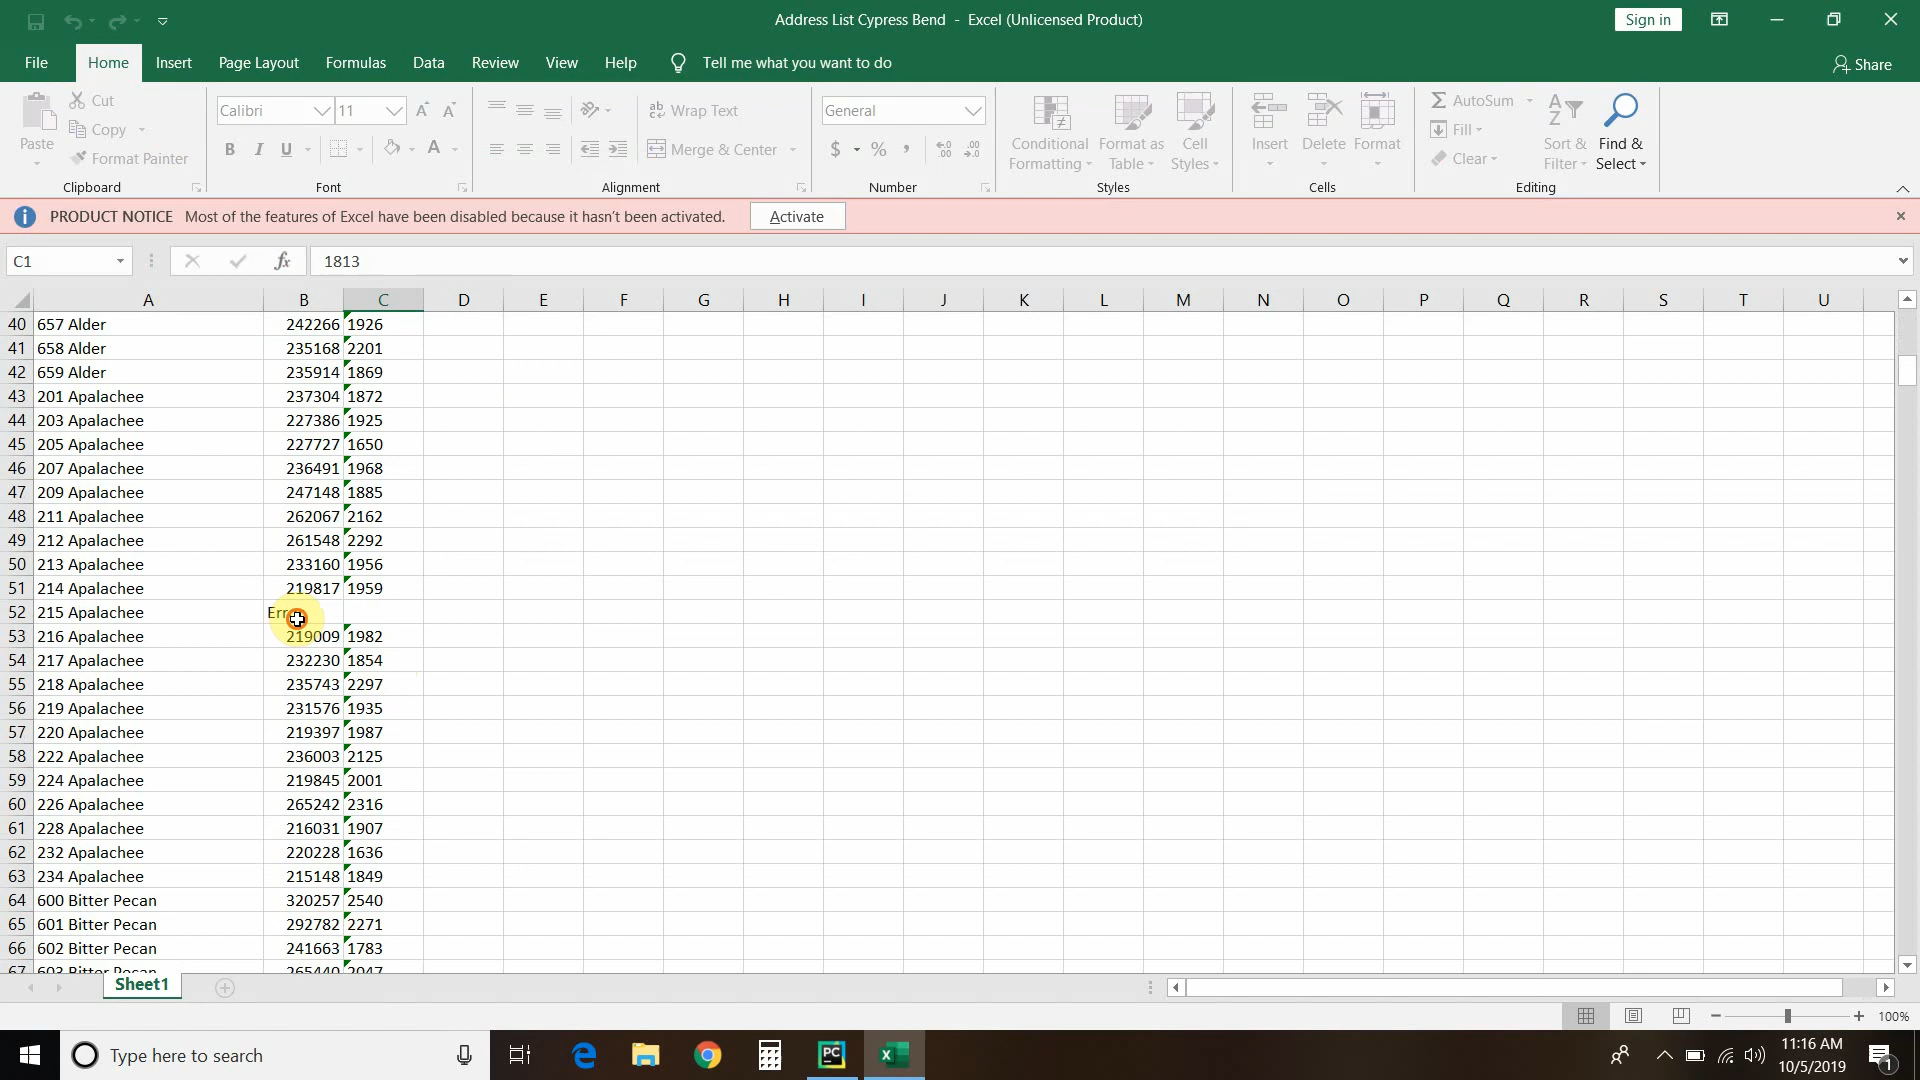 Address List Cypress Bend - Excel (Unlicensed Product)
Sign in
File Home Insert Page Layout Formulas Data Review View Help Tell me what you want to do
Share
Paste
Cut
Copy
Format Painter
Clipboard
Calibri 11
B I U
Font
Wrap Text
Merge & Center
Alignment
General
$ % ,
Number
Conditional Formatting
Format as Table
Cell Styles
Styles
Insert Delete Format
Cells
AutoSum
Fill
Clear
Sort & Filter
Find & Select
Editing
PRODUCT NOTICE Most of the features of Excel have been disabled because it hasn't been activated. Activate
C1 fx 1813
A B C D E F G H I J K L M N O P Q R S T U
40 657 Alder 242266 1926
41 658 Alder 235168 2201
42 659 Alder 235914 1869
43 201 Apalachee 237304 1872
44 203 Apalachee 227386 1925
45 205 Apalachee 227727 1650
46 207 Apalachee 236491 1968
47 209 Apalachee 247148 1885
48 211 Apalachee 262067 2162
49 212 Apalachee 261548 2292
50 213 Apalachee 233160 1956
51 214 Apalachee 219817 1959
52 215 Apalachee
53 216 Apalachee 219009 1982
54 217 Apalachee 232230 1854
55 218 Apalachee 235743 2297
56 219 Apalachee 231576 1935
57 220 Apalachee 219397 1987
58 222 Apalachee 236003 2125
59 224 Apalachee 219845 2001
60 226 Apalachee 265242 2316
61 228 Apalachee 216031 1907
62 232 Apalachee 220228 1636
63 234 Apalachee 215148 1849
64 600 Bitter Pecan 320257 2540
65 601 Bitter Pecan 292782 2271
66 602 Bitter Pecan 241663 1783
67 603 Bitter Pecan 265440 2047
Sheet1
100%
Type here to search
PC
11:16 AM
10/5/2019
1